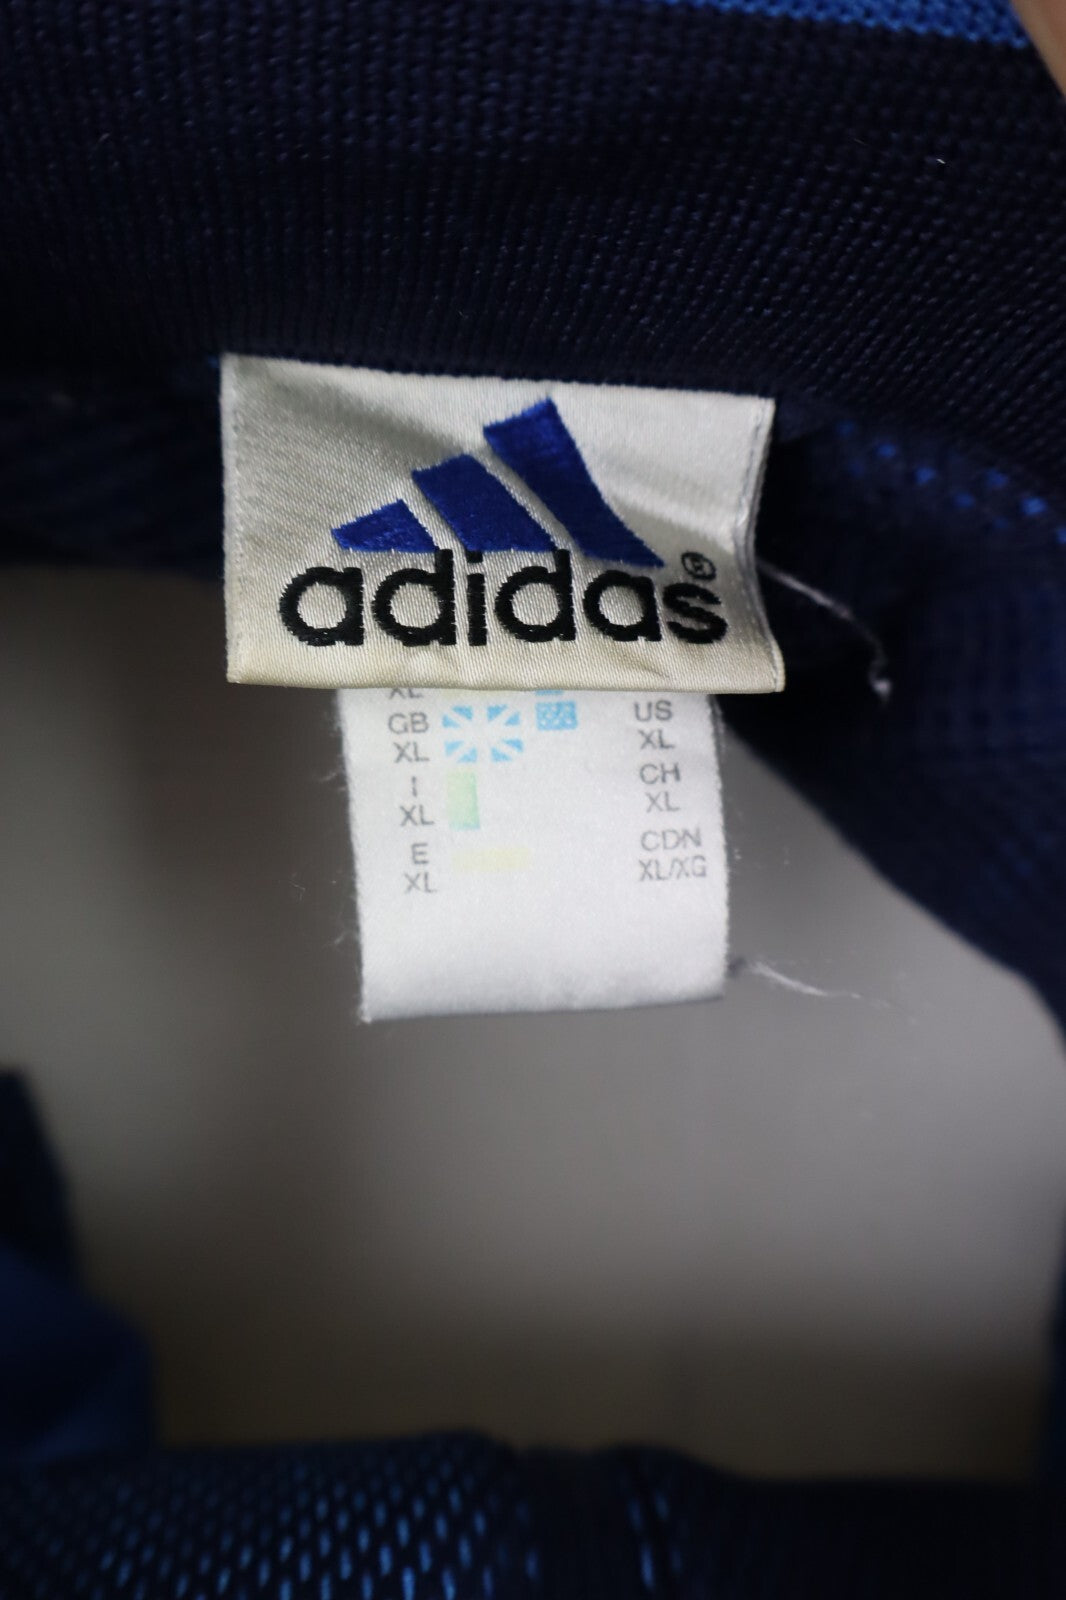 adidas®
XL
GB US
XL XL
I CH
XL XL
E CDN
XL XL/XG